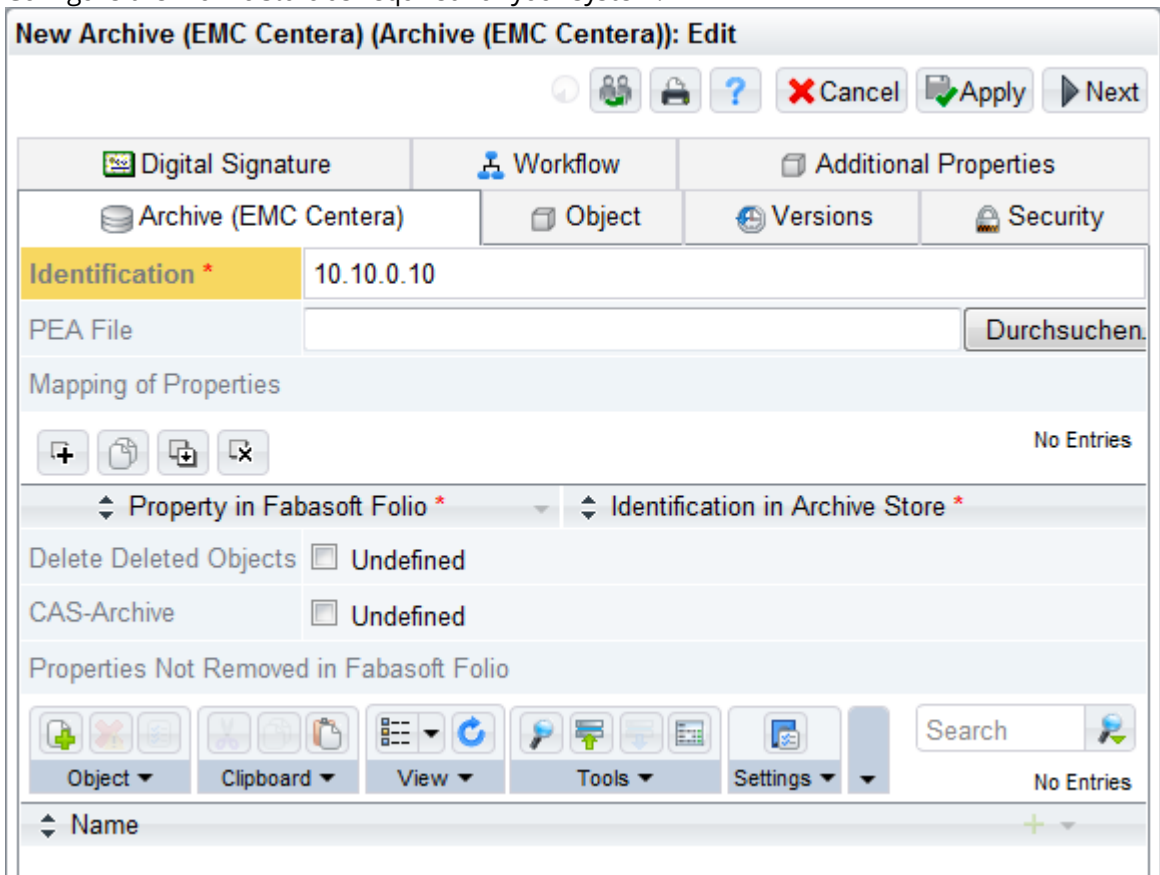 New Archive (EMC Centera) (Archive (EMC Centera)): Edit
? Cancel Apply Next
Digital Signature Workflow Additional Properties
Archive (EMC Centera) Object Versions Security
Identification * 10.10.0.10
PEA File Durchsuchen.
Mapping of Properties
No Entries
Property in Fabasoft Folio * Identification in Archive Store *
Delete Deleted Objects Undefined
CAS-Archive Undefined
Properties Not Removed in Fabasoft Folio
Search
Object Clipboard View Tools Settings No Entries
Name